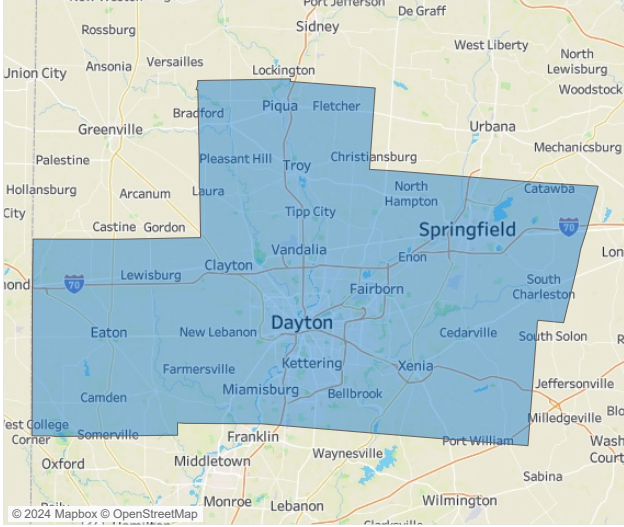 Port Jefferson
De Graff
Rossburg
Sidney
West Liberty
Versailles
North
Lewisburg
Union City
Ansonia
Lockington
Woodstock
Bradford
Piqua
Fletcher
Greenville
Urbana
Mechanicsburg
Palestine
Pleasant Hill
Troy
Christiansburg
Hollansburg
Arcanum
Laura
North
Hampton
Catawba
City
Tipp City
Castine
Gordon
Springfield
70
Vandalia
Enon
Clayton
Lewisburg
70
Fairborn
South
Charleston
Dayton
Eaton
New Lebanon
Cedarville
South Solon
Kettering
Farmersville
Xenia
Jeffersonville
Miamisburg
Bellbrook
Camden
Milledgeville
West College
Corner
Somerville
Franklin
Port William
Oxford
Middletown
Waynesville
Sabina
Monroe
Lebanon
Wilmington
© 2024 Mapbox © OpenStreetMap